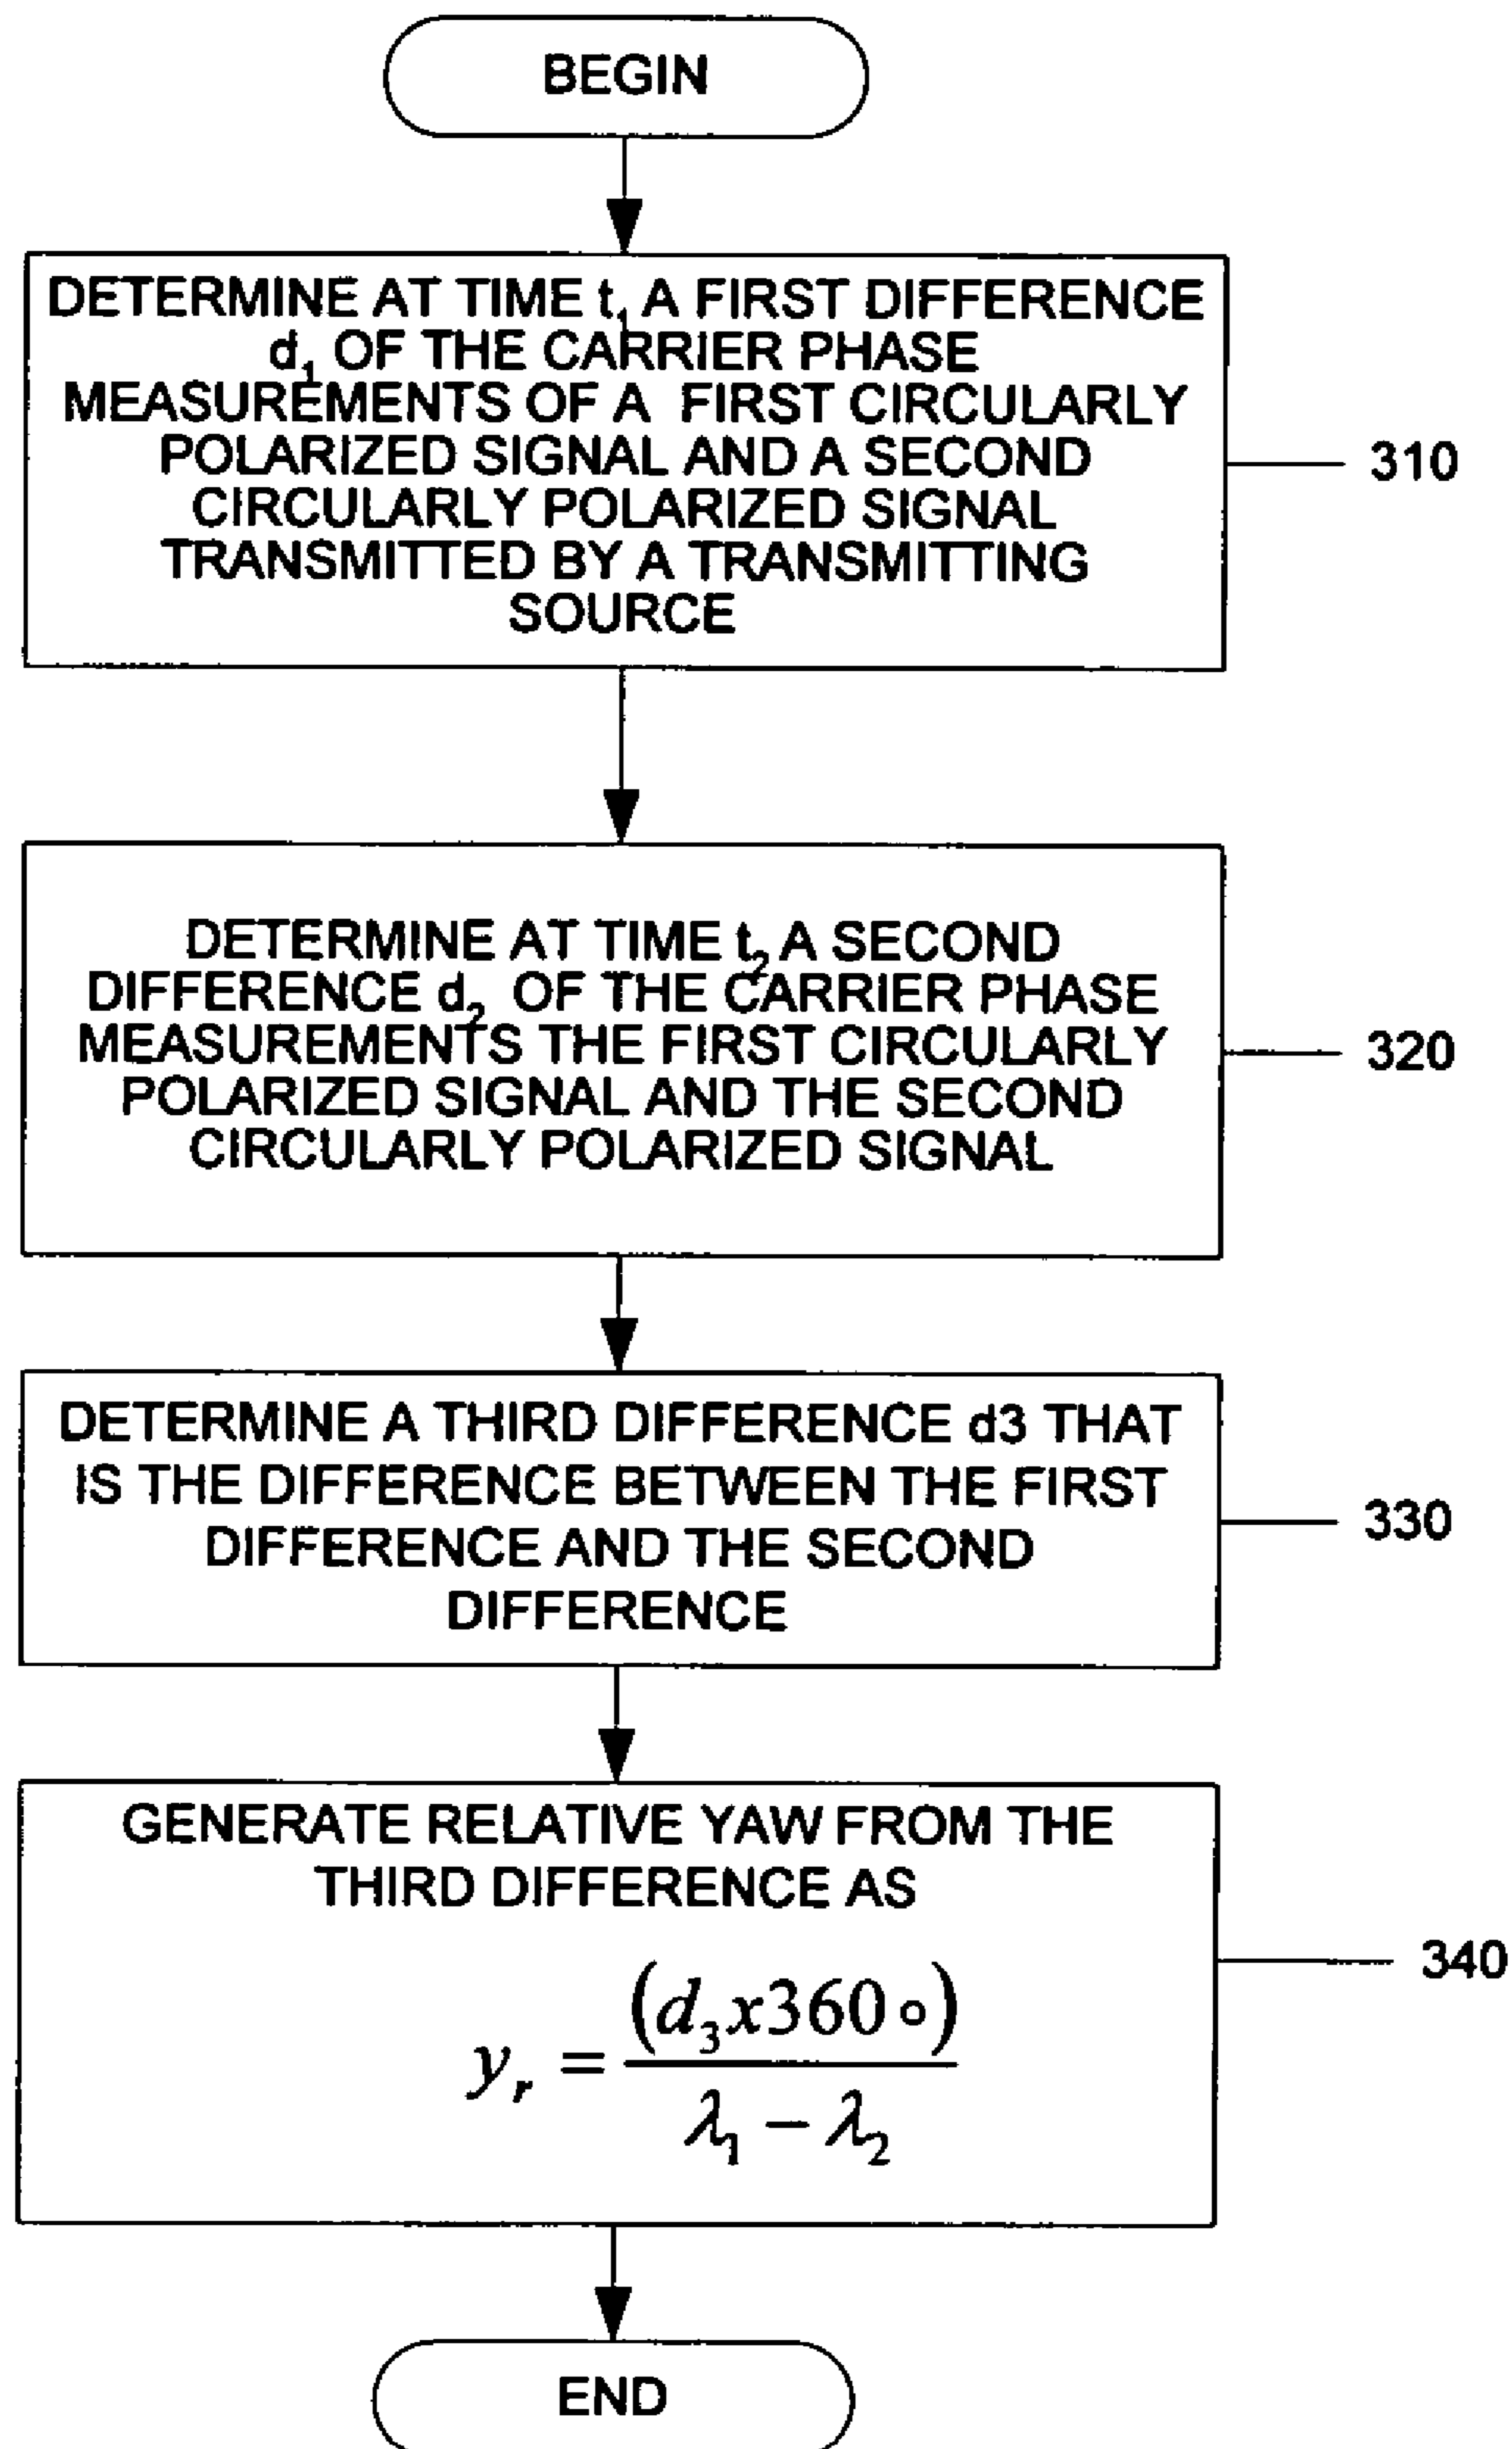 BEGIN
DETERMINE AT TIME t₁ A FIRST DIFFERENCE
d₁ OF THE CARRIER PHASE
MEASUREMENTS OF A FIRST CIRCULARLY
POLARIZED SIGNAL AND A SECOND
CIRCULARLY POLARIZED SIGNAL
TRANSMITTED BY A TRANSMITTING
SOURCE
310
DETERMINE AT TIME t₂ A SECOND
DIFFERENCE d₂ OF THE CARRIER PHASE
MEASUREMENTS THE FIRST CIRCULARLY
POLARIZED SIGNAL AND THE SECOND
CIRCULARLY POLARIZED SIGNAL
320
DETERMINE A THIRD DIFFERENCE d3 THAT
IS THE DIFFERENCE BETWEEN THE FIRST
DIFFERENCE AND THE SECOND
DIFFERENCE
330
GENERATE RELATIVE YAW FROM THE
THIRD DIFFERENCE AS
yᵣ = (d₃x360∘) / λ₁ − λ₂
340
END